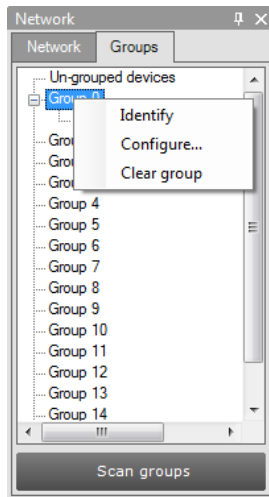 Network
Network Groups
Un-grouped devices
Group 0
Identify
Configure...
Clear group
Group 4
Group 5
Group 6
Group 7
Group 8
Group 9
Group 10
Group 11
Group 12
Group 13
Group 14
Scan groups